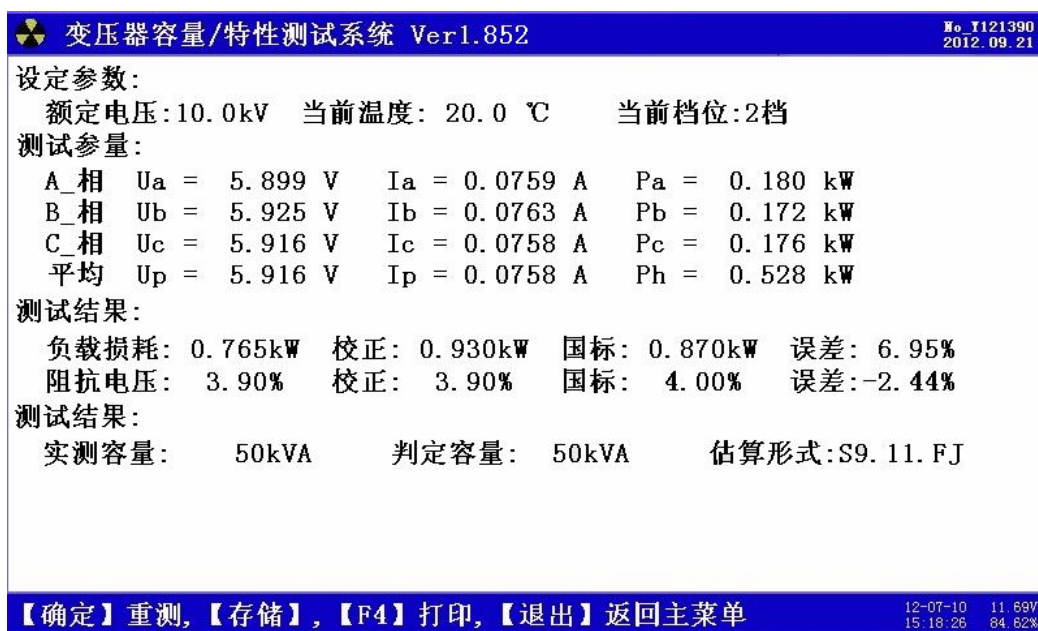 变压器容量/特性测试系统 Ver1.852
No_Y121390
2012.09.21
设定参数:
额定电压:10.0kV 当前温度: 20.0 ℃ 当前档位:2档
测试参量:
A_相 Ua = 5.899 V Ia = 0.0759 A Pa = 0.180 kW
B_相 Ub = 5.925 V Ib = 0.0763 A Pb = 0.172 kW
C_相 Uc = 5.916 V Ic = 0.0758 A Pc = 0.176 kW
平均 Up = 5.916 V Ip = 0.0758 A Ph = 0.528 kW
测试结果:
负载损耗: 0.765kW 校正: 0.930kW 国标: 0.870kW 误差: 6.95%
阻抗电压: 3.90% 校正: 3.90% 国标: 4.00% 误差:-2.44%
测试结果:
实测容量: 50kVA 判定容量: 50kVA 估算形式:S9.11.FJ
【确定】重测,【存储】,【F4】打印,【退出】返回主菜单
12-07-10 11.69V
15:18:26 84.62%